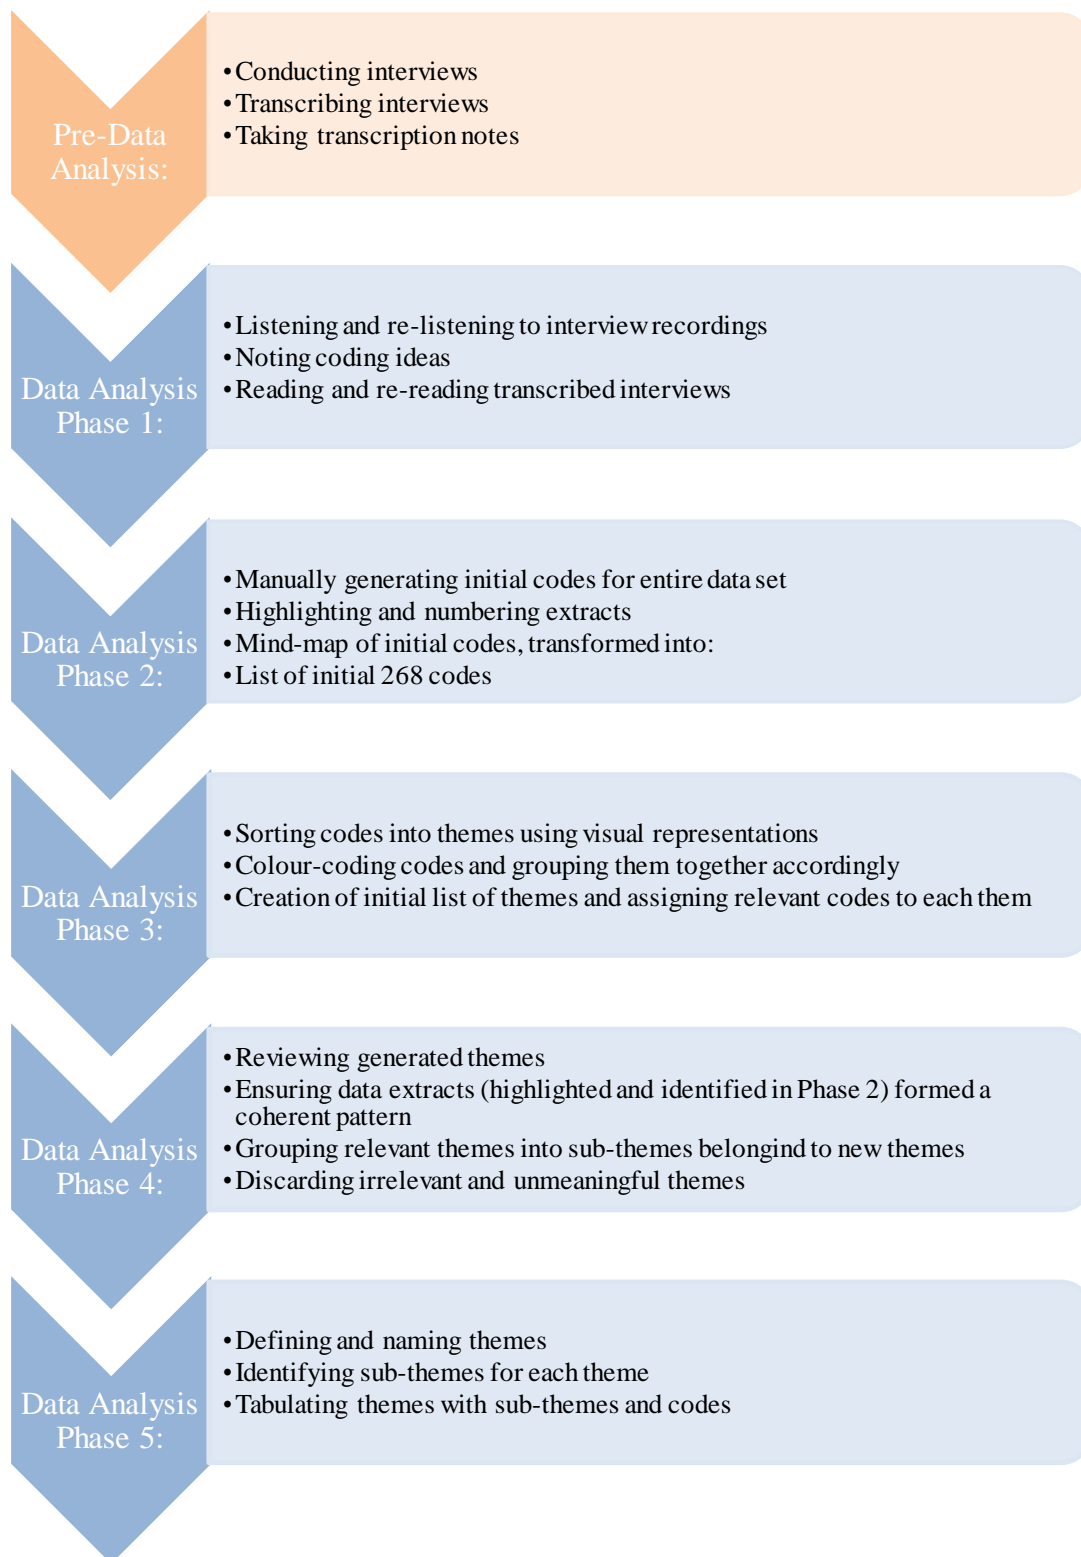 Pre-Data
Analysis:
•Conducting interviews
•Transcribing interviews
•Taking transcription notes
Data Analysis
Phase 1:
•Listening and re-listening to interview recordings
•Noting coding ideas
•Reading and re-reading transcribed interviews
Data Analysis
Phase 2:
•Manually generating initial codes for entire data set
•Highlighting and numbering extracts
•Mind-map of initial codes, transformed into:
•List of initial 268 codes
Data Analysis
Phase 3:
•Sorting codes into themes using visual representations
•Colour-coding codes and grouping them together accordingly
•Creation of initial list of themes and assigning relevant codes to each them
Data Analysis
Phase 4:
•Reviewing generated themes
•Ensuring data extracts (highlighted and identified in Phase 2) formed a
coherent pattern
•Grouping relevant themes into sub-themes belongind to new themes
•Discarding irrelevant and unmeaningful themes
Data Analysis
Phase 5:
•Defining and naming themes
•Identifying sub-themes for each theme
•Tabulating themes with sub-themes and codes